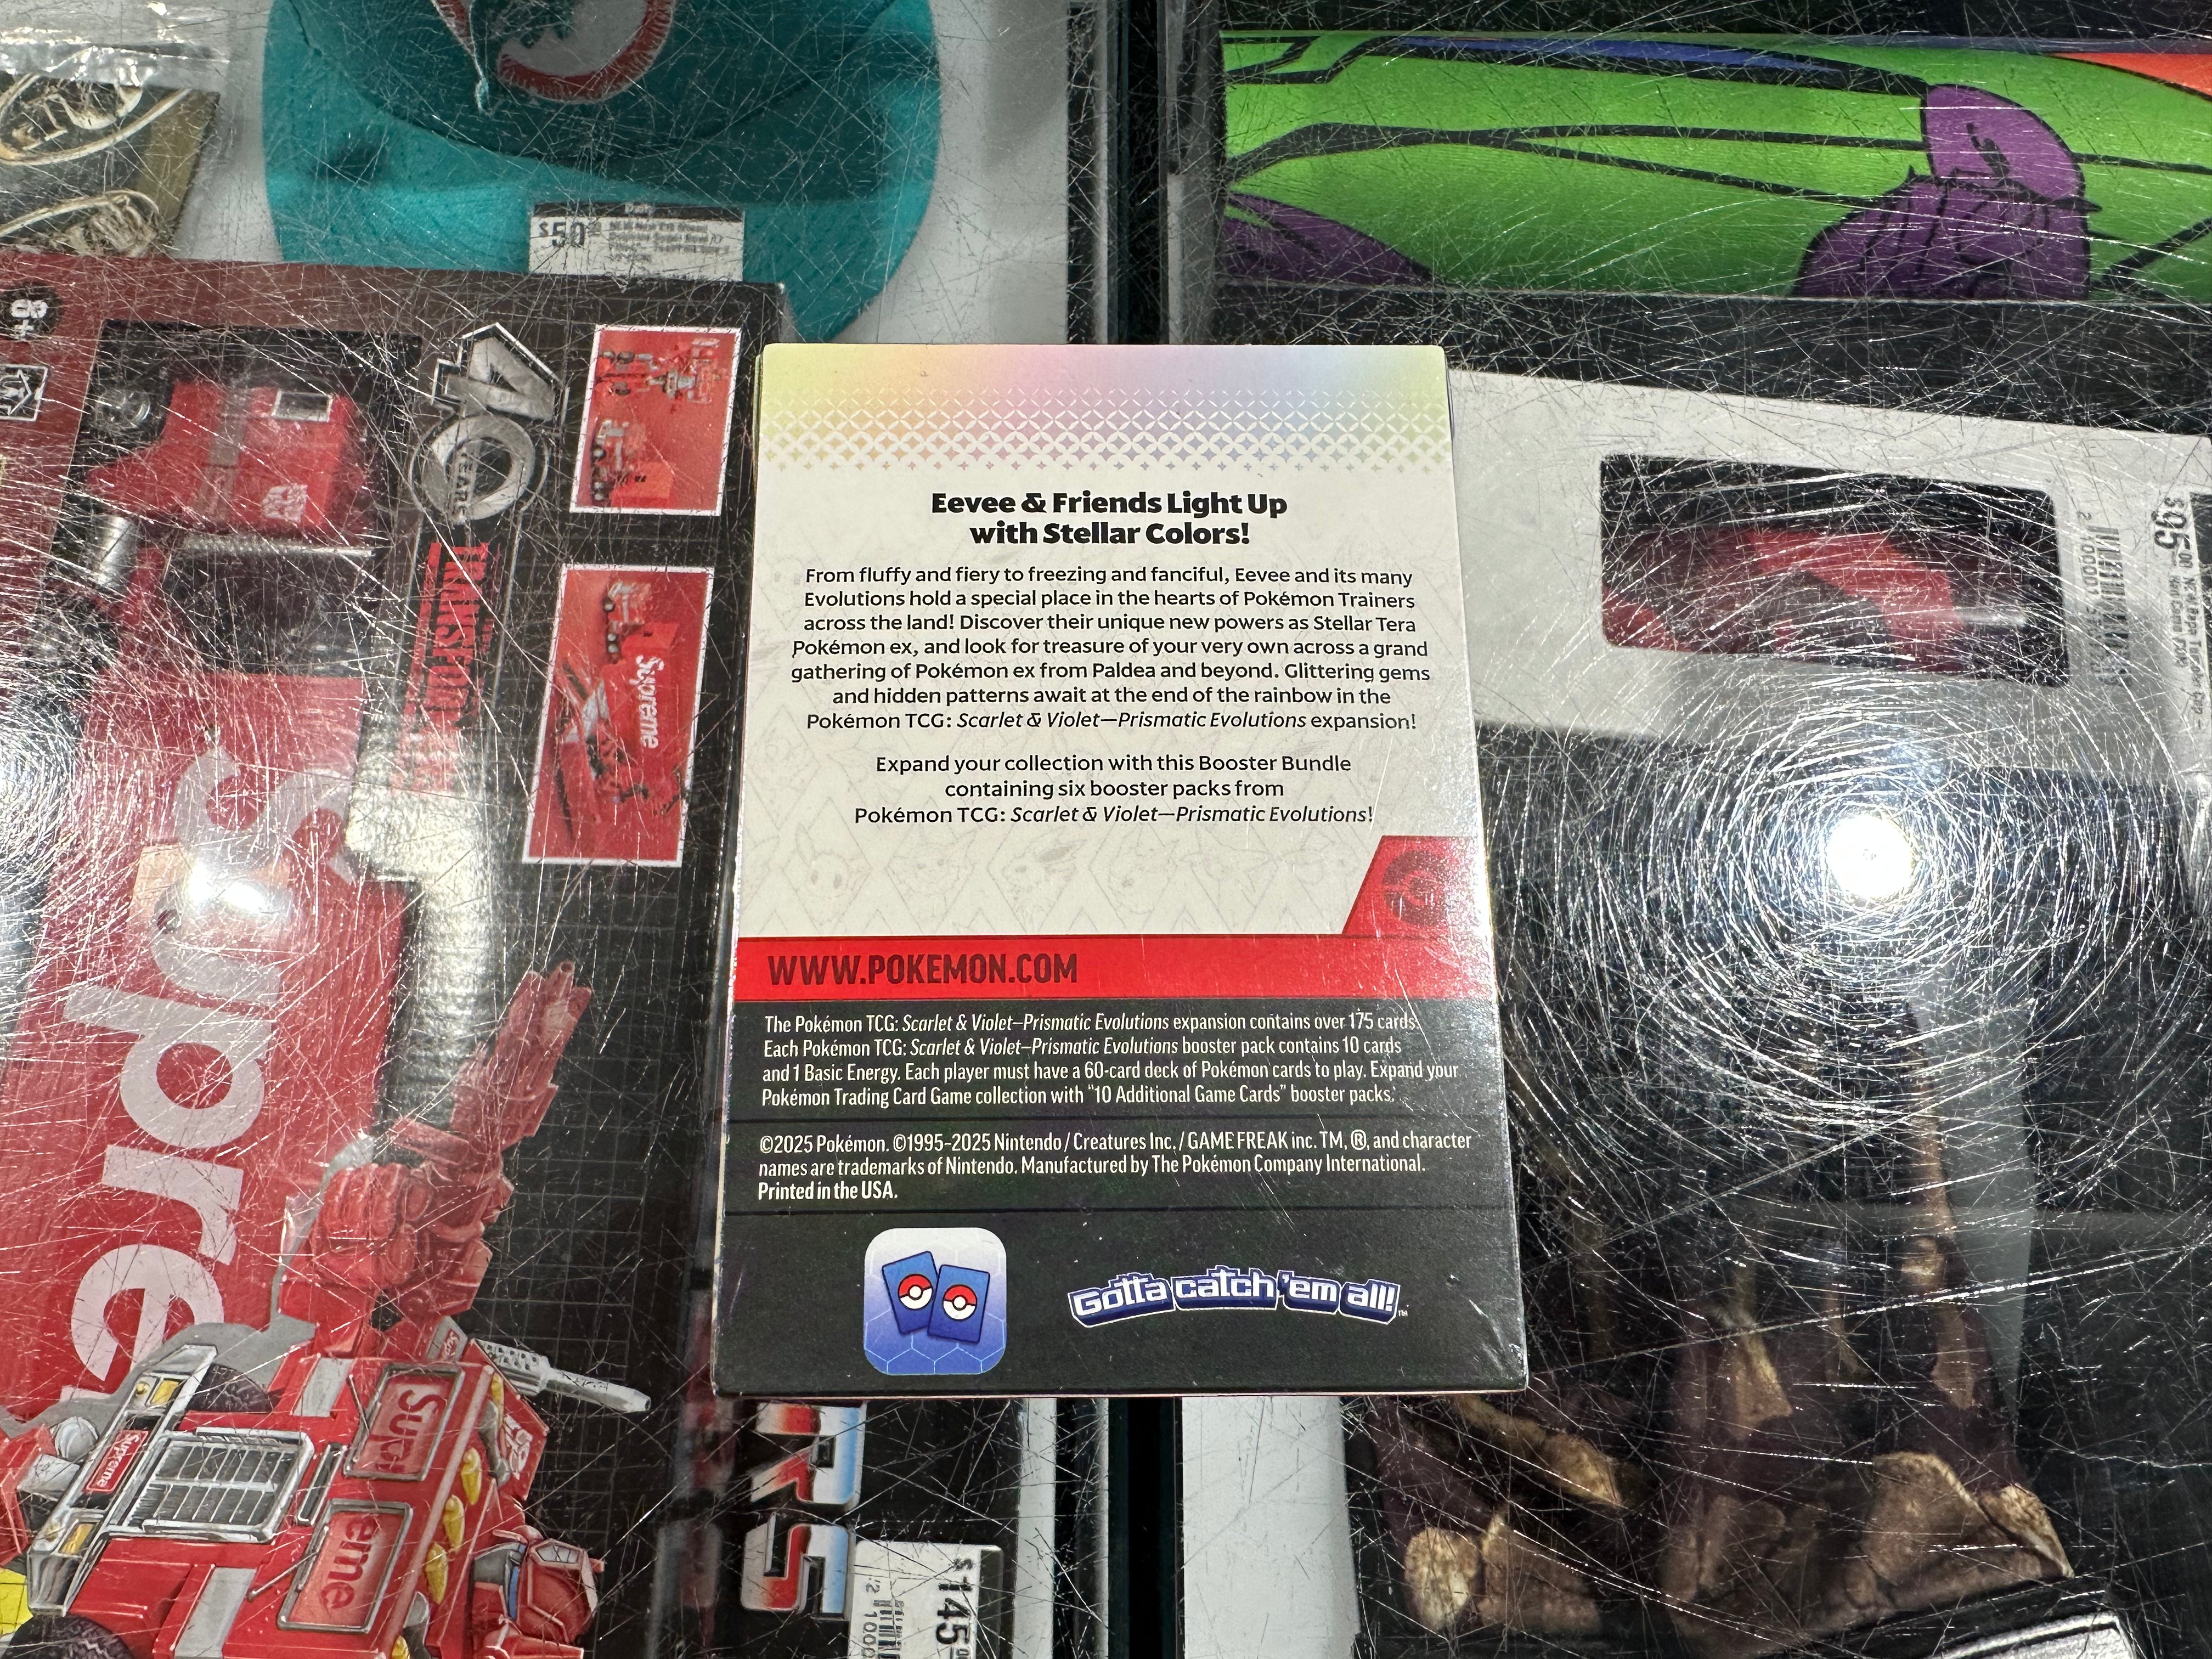 $50
8+
40
YEARS
TRANSFORM
Supreme
Supre
Supreme
Supr
eme
Eevee & Friends Light Up
with Stellar Colors!
From fluffy and fiery to freezing and fanciful, Eevee and its many
Evolutions hold a special place in the hearts of Pokémon Trainers
across the land! Discover their unique new powers as Stellar Tera
Pokémon ex, and look for treasure of your very own across a grand
gathering of Pokémon ex from Paldea and beyond. Glittering gems
and hidden patterns await at the end of the rainbow in the
Pokémon TCG: Scarlet & Violet—Prismatic Evolutions expansion!
Expand your collection with this Booster Bundle
containing six booster packs from
Pokémon TCG: Scarlet & Violet—Prismatic Evolutions!
WWW.POKEMON.COM
The Pokémon TCG: Scarlet & Violet—Prismatic Evolutions expansion contains over 175 cards.
Each Pokémon TCG: Scarlet & Violet—Prismatic Evolutions booster pack contains 10 cards
and 1 Basic Energy. Each player must have a 60-card deck of Pokémon cards to play. Expand your
Pokémon Trading Card Game collection with "10 Additional Game Cards" booster packs.
©2025 Pokémon. ©1995–2025 Nintendo / Creatures Inc. / GAME FREAK inc. TM, ®, and character
names are trademarks of Nintendo. Manufactured by The Pokémon Company International.
Printed in the USA.
Gotta catch 'em all!™
RS
$145
$95